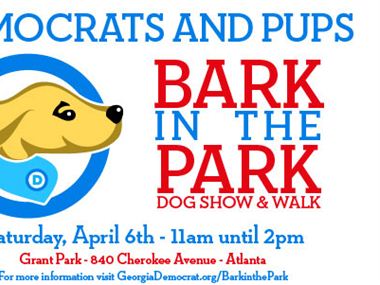 MOCRATS AND PUPS
BARK
IN THE
PARK
DOG SHOW & WALK
D
aturday, April 6th - 11am until 2pm
Grant Park - 840 Cherokee Avenue - Atlanta
For more information visit GeorgiaDemocrat.org/BarkinthePark